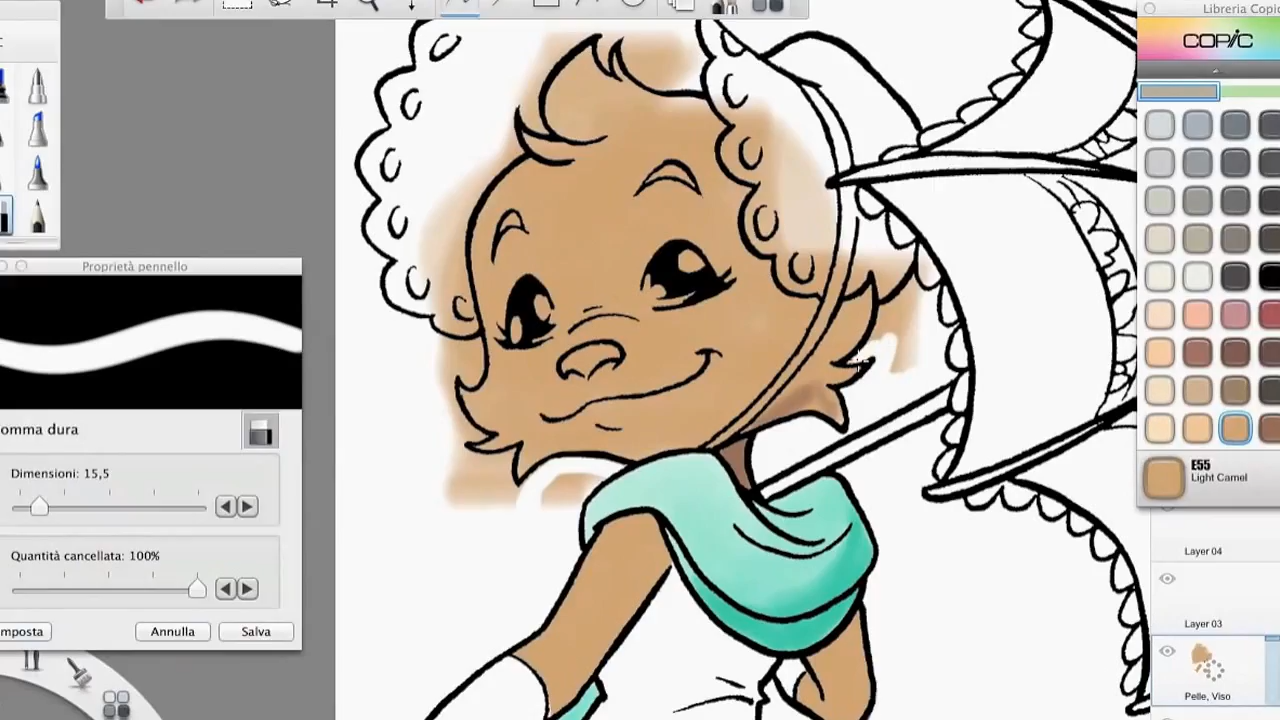 Libreria Copic
COPIC
Proprietà pennello
omma dura
Dimensioni: 15,5
Quantità cancellata: 100%
mposta
Annulla
Salva
E55
Light Camel
Layer 04
Layer 03
Pelle, Viso